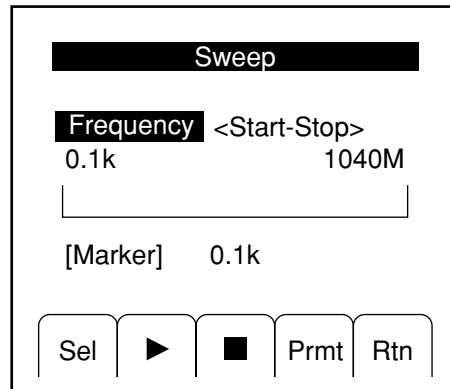 Sweep
Frequency <Start-Stop>
0.1k 1040M
[Marker] 0.1k
Sel ▶ ■ Prmt Rtn